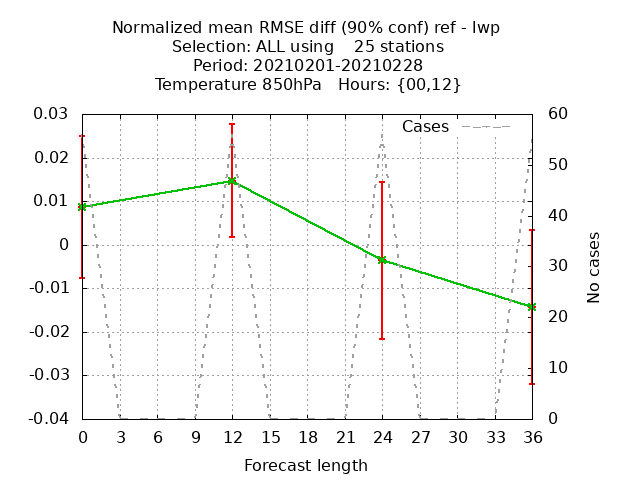 Normalized mean RMSE diff (90% conf) ref - lwp
Selection: ALL using    25 stations
Period: 20210201-20210228
Temperature 850hPa   Hours: {00,12}
Cases
0.03
0.02
0.01
0
-0.01
-0.02
-0.03
-0.04
60
50
40
30
20
10
0
No cases
0 3 6 9 12 15 18 21 24 27 30 33 36
Forecast length